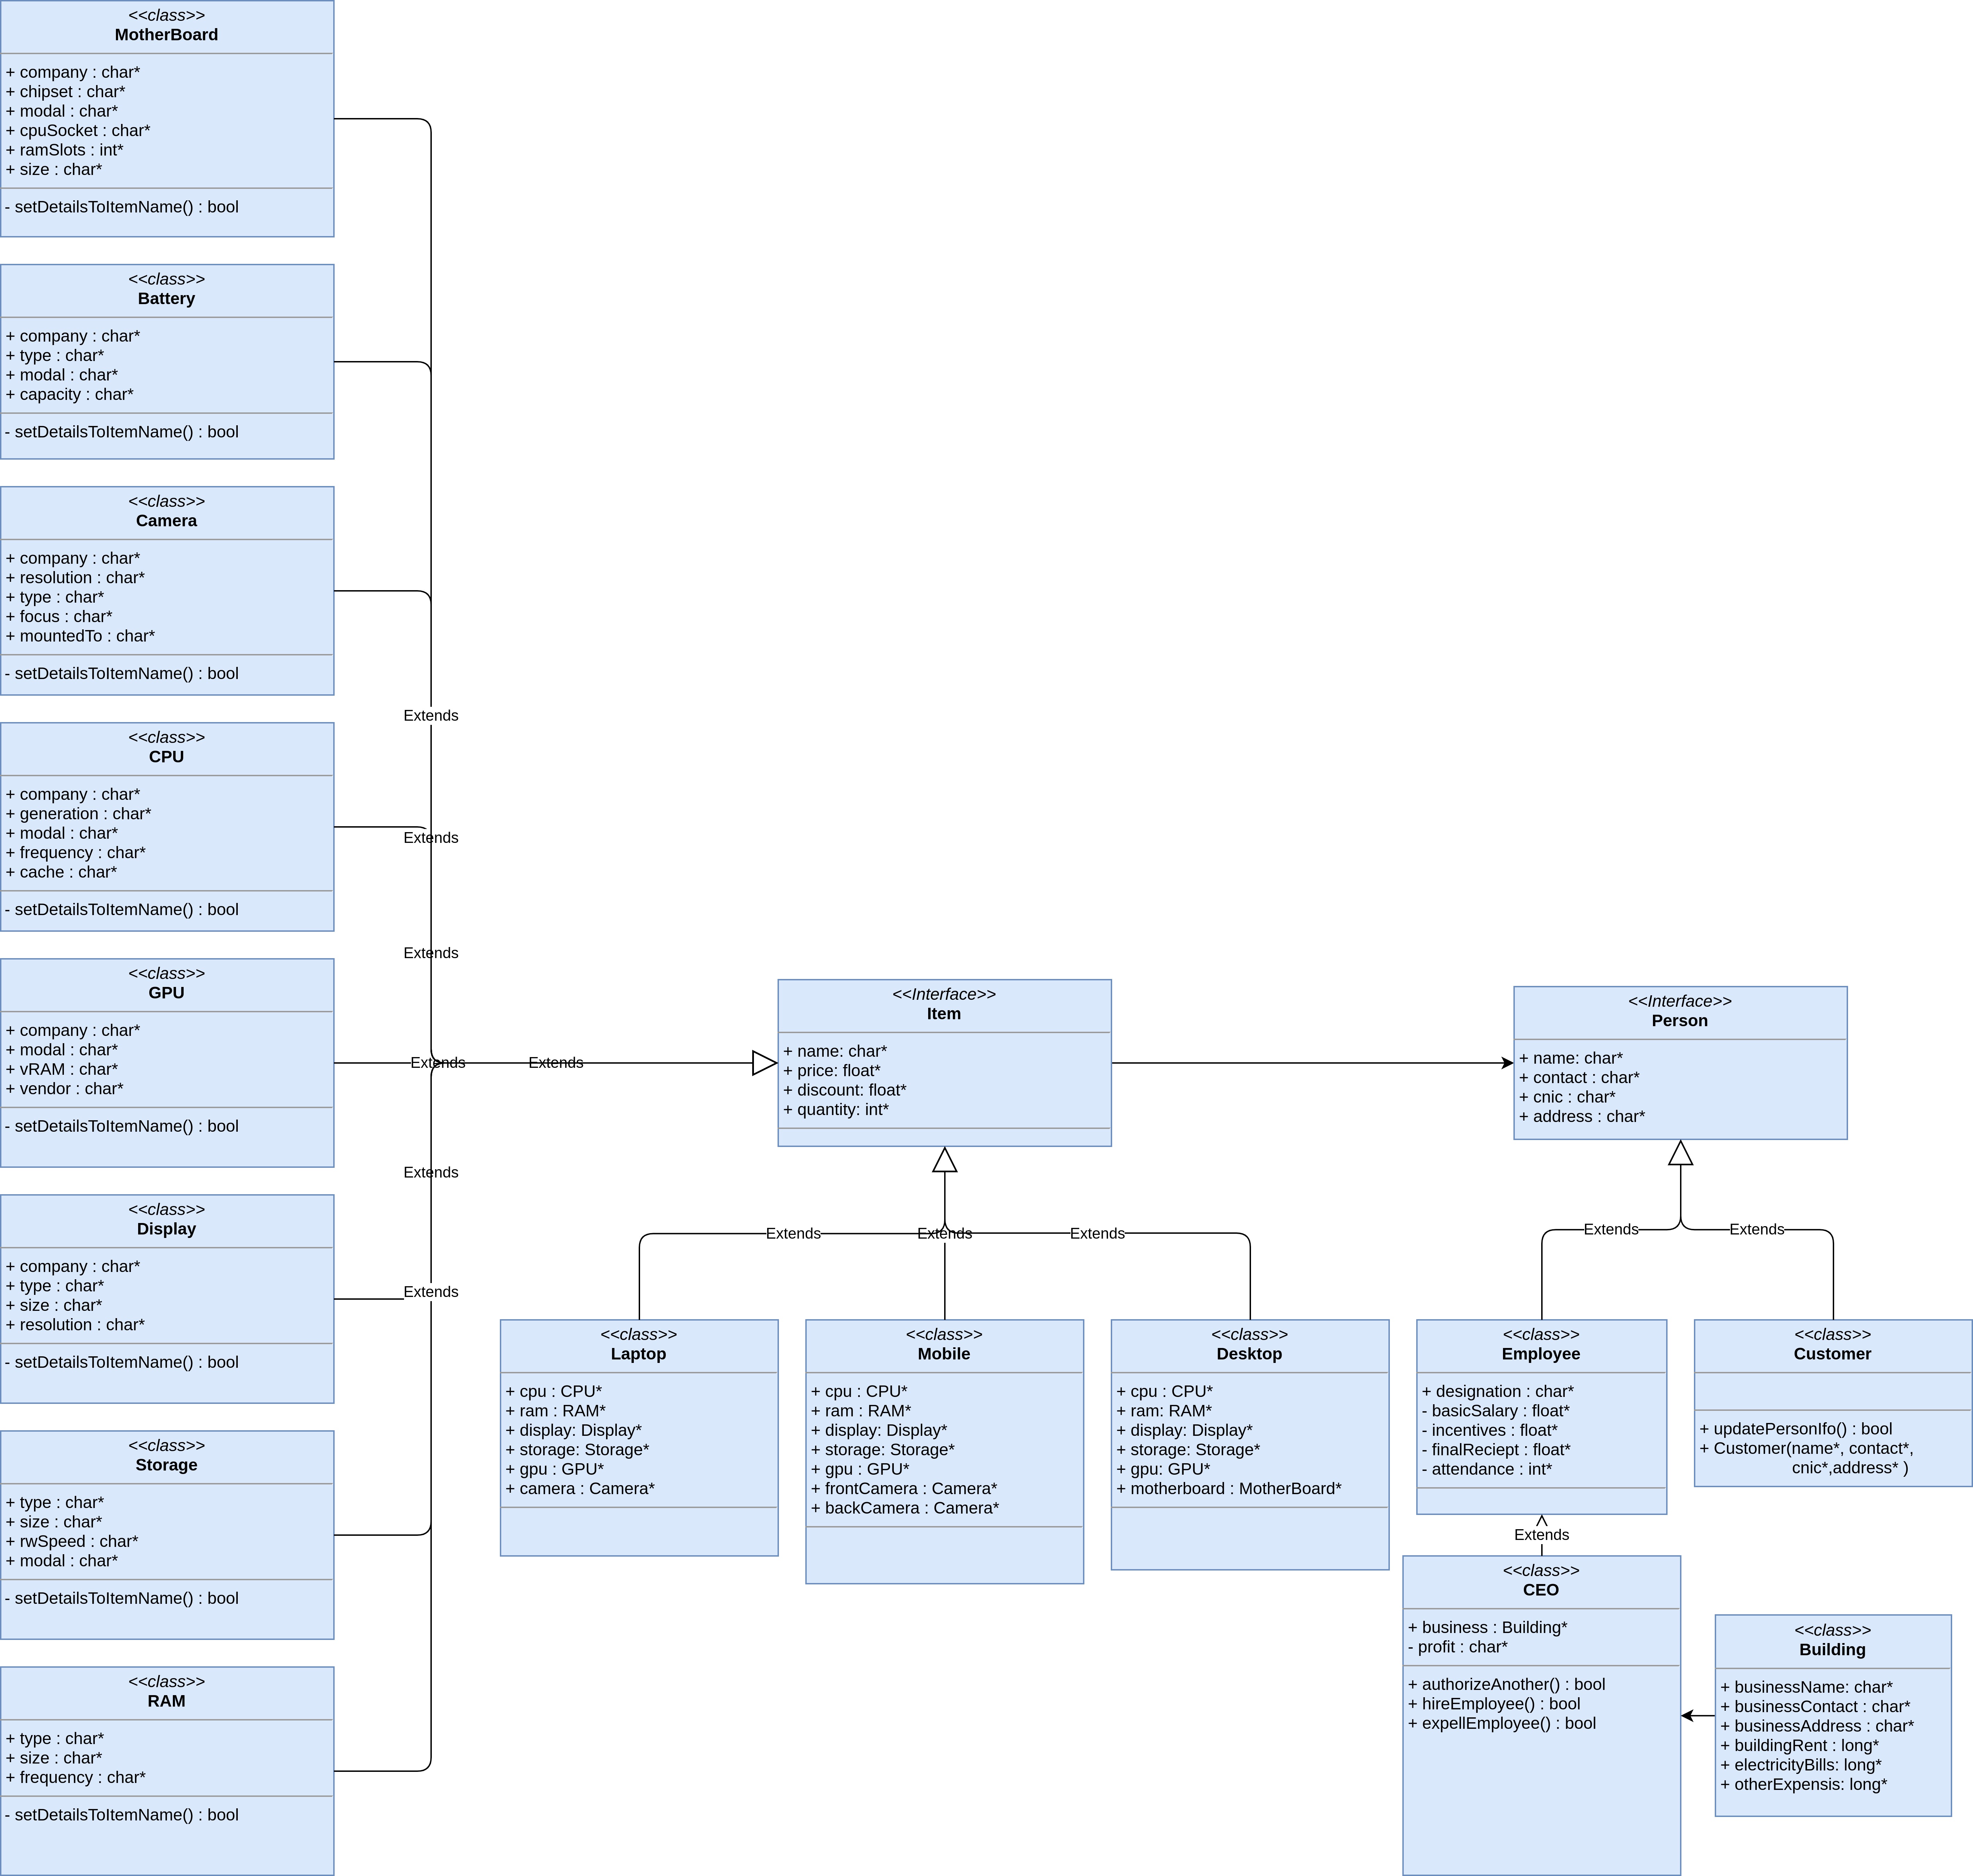 <<class>>
MotherBoard
+ company : char*
+ chipset : char*
+ modal : char*
+ cpuSocket : char*
+ ramSlots : int*
+ size : char*
- setDetailsToItemName() : bool
<<class>>
Battery
+ company : char*
+ type : char*
+ modal : char*
+ capacity : char*
- setDetailsToItemName() : bool
<<class>>
Camera
+ company : char*
+ resolution : char*
+ type : char*
+ focus : char*
+ mountedTo : char*
- setDetailsToItemName() : bool
<<class>>
CPU
+ company : char*
+ generation : char*
+ modal : char*
+ frequency : char*
+ cache : char*
- setDetailsToItemName() : bool
<<class>>
GPU
+ company : char*
+ modal : char*
+ vRAM : char*
+ vendor : char*
- setDetailsToItemName() : bool
<<class>>
Display
+ company : char*
+ type : char*
+ size : char*
+ resolution : char*
- setDetailsToItemName() : bool
<<class>>
Storage
+ type : char*
+ size : char*
+ rwSpeed : char*
+ modal : char*
- setDetailsToItemName() : bool
<<class>>
RAM
+ type : char*
+ size : char*
+ frequency : char*
- setDetailsToItemName() : bool
Extends
Extends
Extends
Extends
Extends
Extends
Extends
<<Interface>>
Item
+ name: char*
+ price: float*
+ discount: float*
+ quantity: int*
<<Interface>>
Person
+ name: char*
+ contact : char*
+ cnic : char*
+ address : char*
Extends
Extends
Extends
Extends
Extends
<<class>>
Laptop
+ cpu : CPU*
+ ram : RAM*
+ display: Display*
+ storage: Storage*
+ gpu : GPU*
+ camera : Camera*
<<class>>
Mobile
+ cpu : CPU*
+ ram : RAM*
+ display: Display*
+ storage: Storage*
+ gpu : GPU*
+ frontCamera : Camera*
+ backCamera : Camera*
<<class>>
Desktop
+ cpu : CPU*
+ ram: RAM*
+ display: Display*
+ storage: Storage*
+ gpu: GPU*
+ motherboard : MotherBoard*
<<class>>
Employee
+ designation : char*
- basicSalary : float*
- incentives : float*
- finalReciept : float*
- attendance : int*
<<class>>
Customer
+ updatePersonIfo() : bool
+ Customer(name*, contact*,
cnic*,address* )
Extends
<<class>>
CEO
+ business : Building*
- profit : char*
+ authorizeAnother() : bool
+ hireEmployee() : bool
+ expellEmployee() : bool
<<class>>
Building
+ businessName: char*
+ businessContact : char*
+ businessAddress : char*
+ buildingRent : long*
+ electricityBills: long*
+ otherExpensis: long*